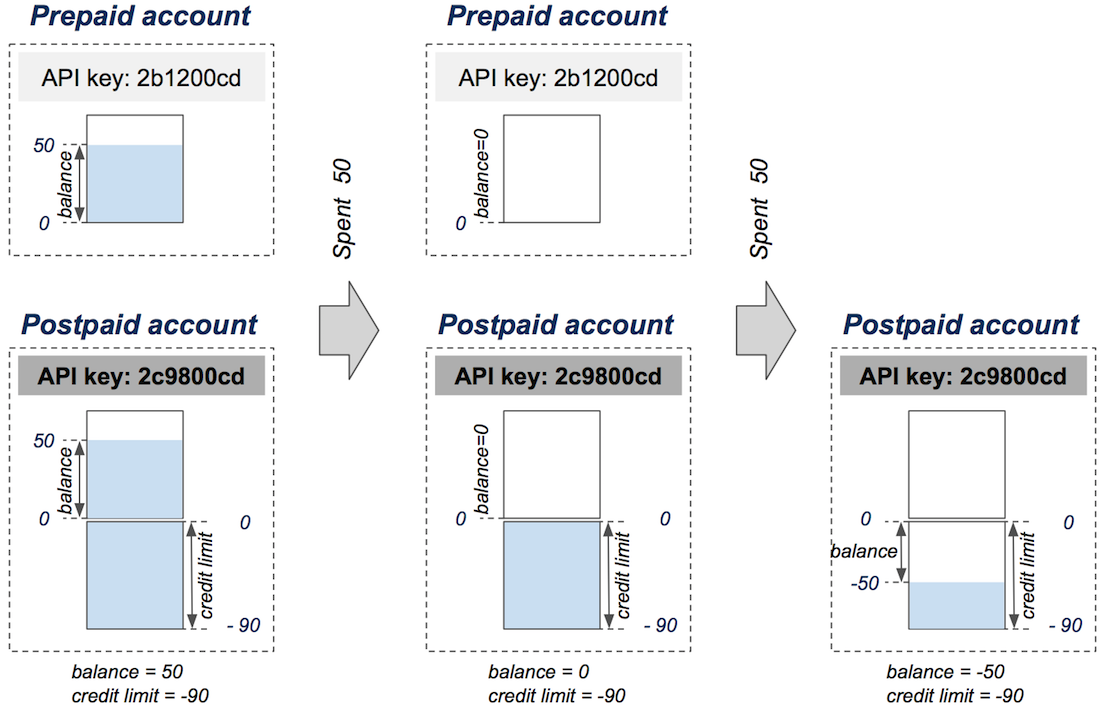 Prepaid account
API key: 2b1200cd
50
balance
0
Spent 50
Prepaid account
API key: 2b1200cd
balance=0
0
Spent 50
Postpaid account
API key: 2c9800cd
50
balance
0
0
credit limit
- 90
balance = 50
credit limit = -90
Postpaid account
API key: 2c9800cd
balance=0
0
0
credit limit
- 90
balance = 0
credit limit = -90
Postpaid account
API key: 2c9800cd
0
0
balance
credit limit
-50
- 90
balance = -50
credit limit = -90